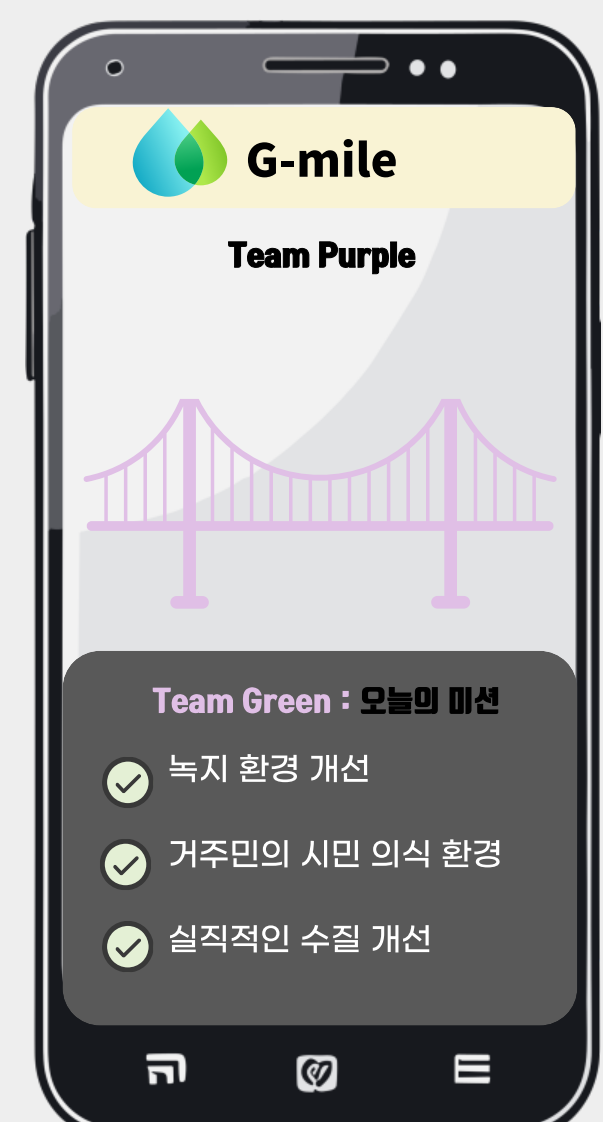 G-mile
Team Purple
Team Green : 오늘의 미션
녹지 환경 개선
거주민의 시민 의식 환경
실직적인 수질 개선